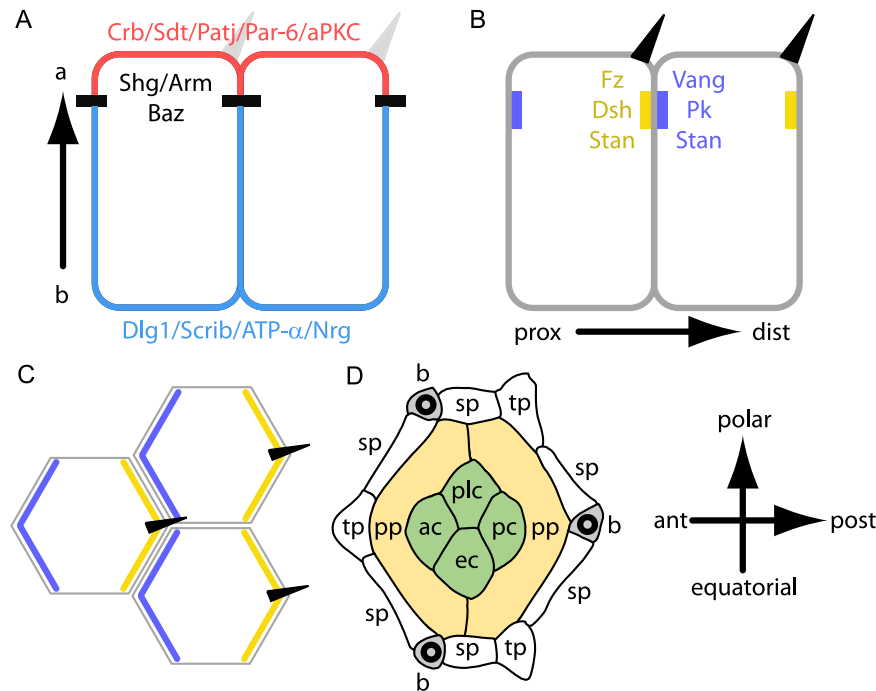 A
Crb/Sdt/Patj/Par-6/aPKC
a
Shg/Arm
Baz
b
Dlg1/Scrib/ATP-α/Nrg
B
Fz
Dsh
Stan
Vang
Pk
Stan
prox
dist
C
D
b
sp
tp
sp
sp
plc
tp
pp
ac
pc
pp
b
ec
sp
sp
sp
tp
b
polar
ant
post
equatorial